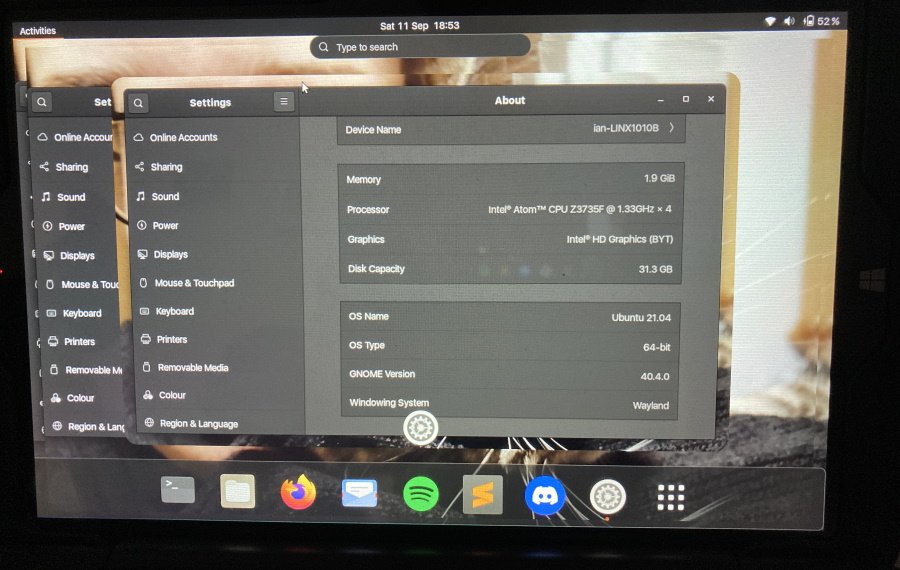 Activities
Sat 11 Sep 18:53
52%
Type to search
Set
Online Accour
Sharing
Sound
Power
Displays
Mouse & Touc
Keyboard
Printers
Removable Me
Colour
Region & Lang
Settings
Online Accounts
Sharing
Sound
Power
Displays
Mouse & Touchpad
Keyboard
Printers
Removable Media
Colour
Region & Language
About
Device Name ian-LINX1010B
Memory 1.9 GiB
Processor Intel® Atom™ CPU Z3735F @ 1.33GHz × 4
Graphics Intel® HD Graphics (BYT)
Disk Capacity 31.3 GB
OS Name Ubuntu 21.04
OS Type 64-bit
GNOME Version 40.4.0
Windowing System Wayland